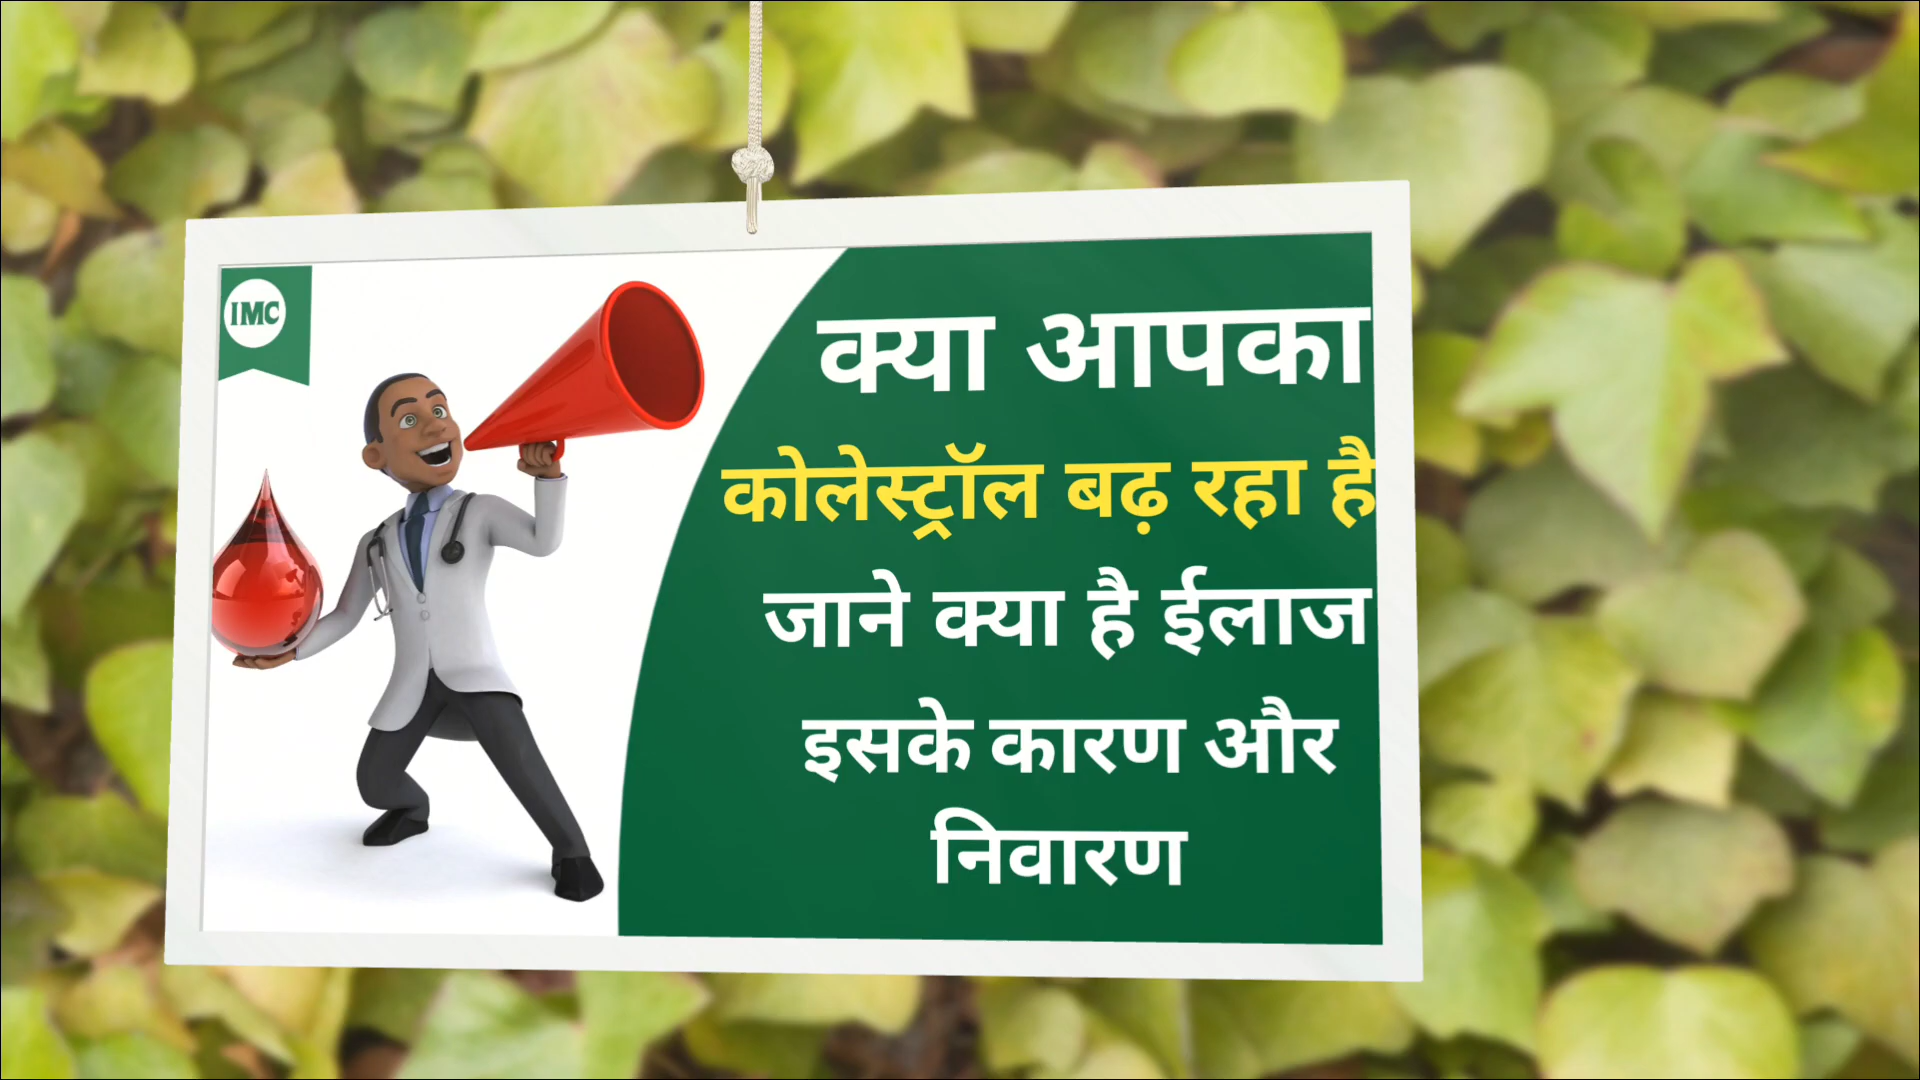 IMC
क्या आपका
कोलेस्ट्रॉल बढ़ रहा है
जाने क्या है ईलाज
इसके कारण और
निवारण